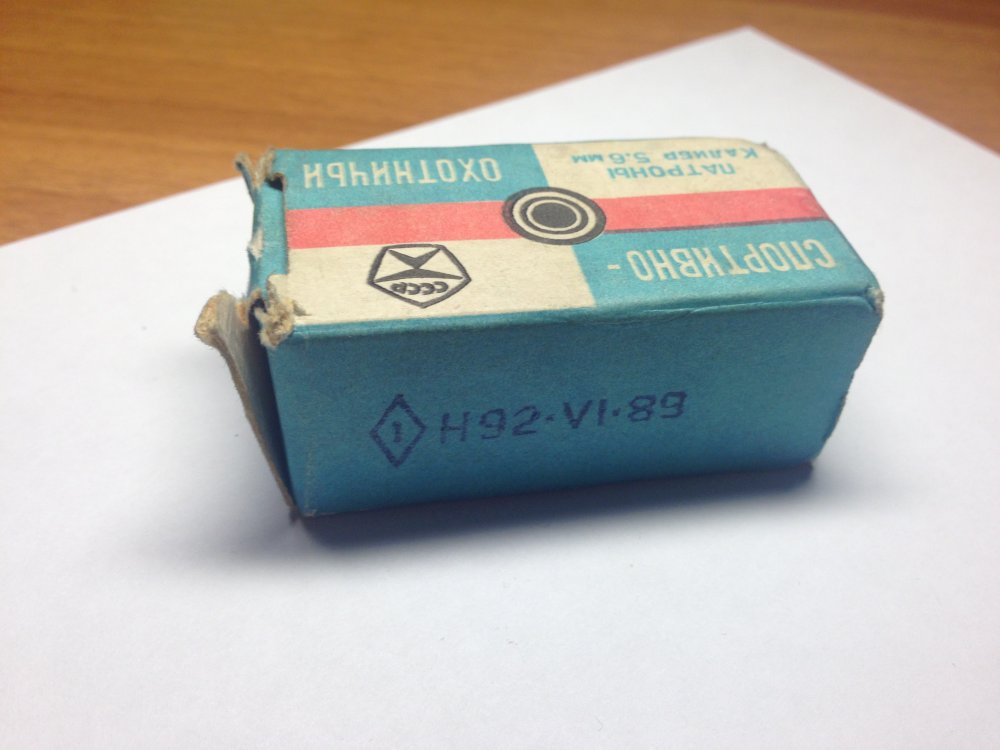 СПОРТИВНО-
ОХОТНИЧЬИ
ПАТРОНЫ
КАЛИБР 5,6 ММ
СССР
1 Н92·VI·89